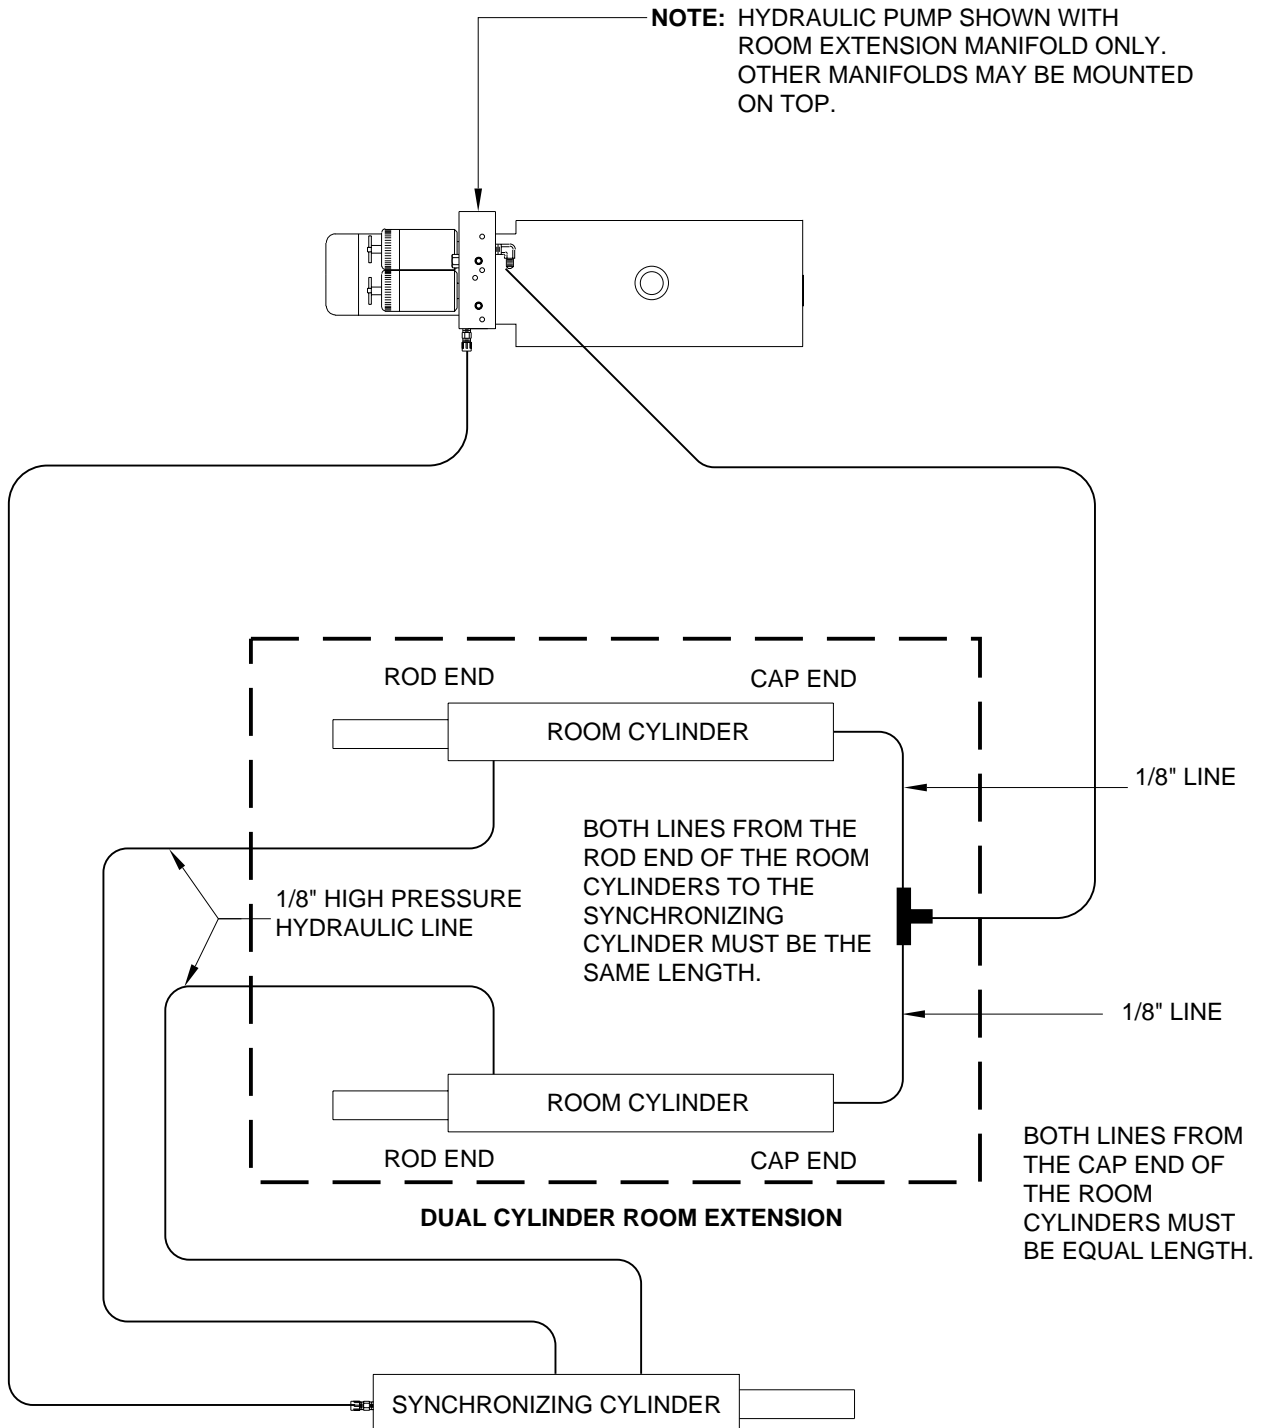 NOTE: HYDRAULIC PUMP SHOWN WITH
ROOM EXTENSION MANIFOLD ONLY.
OTHER MANIFOLDS MAY BE MOUNTED
ON TOP.
ROD END
CAP END
ROOM CYLINDER
1/8" LINE
BOTH LINES FROM THE
ROD END OF THE ROOM
CYLINDERS TO THE
SYNCHRONIZING
CYLINDER MUST BE THE
SAME LENGTH.
1/8" HIGH PRESSURE
HYDRAULIC LINE
1/8" LINE
ROOM CYLINDER
ROD END
CAP END
BOTH LINES FROM
THE CAP END OF
THE ROOM
CYLINDERS MUST
BE EQUAL LENGTH.
DUAL CYLINDER ROOM EXTENSION
SYNCHRONIZING CYLINDER